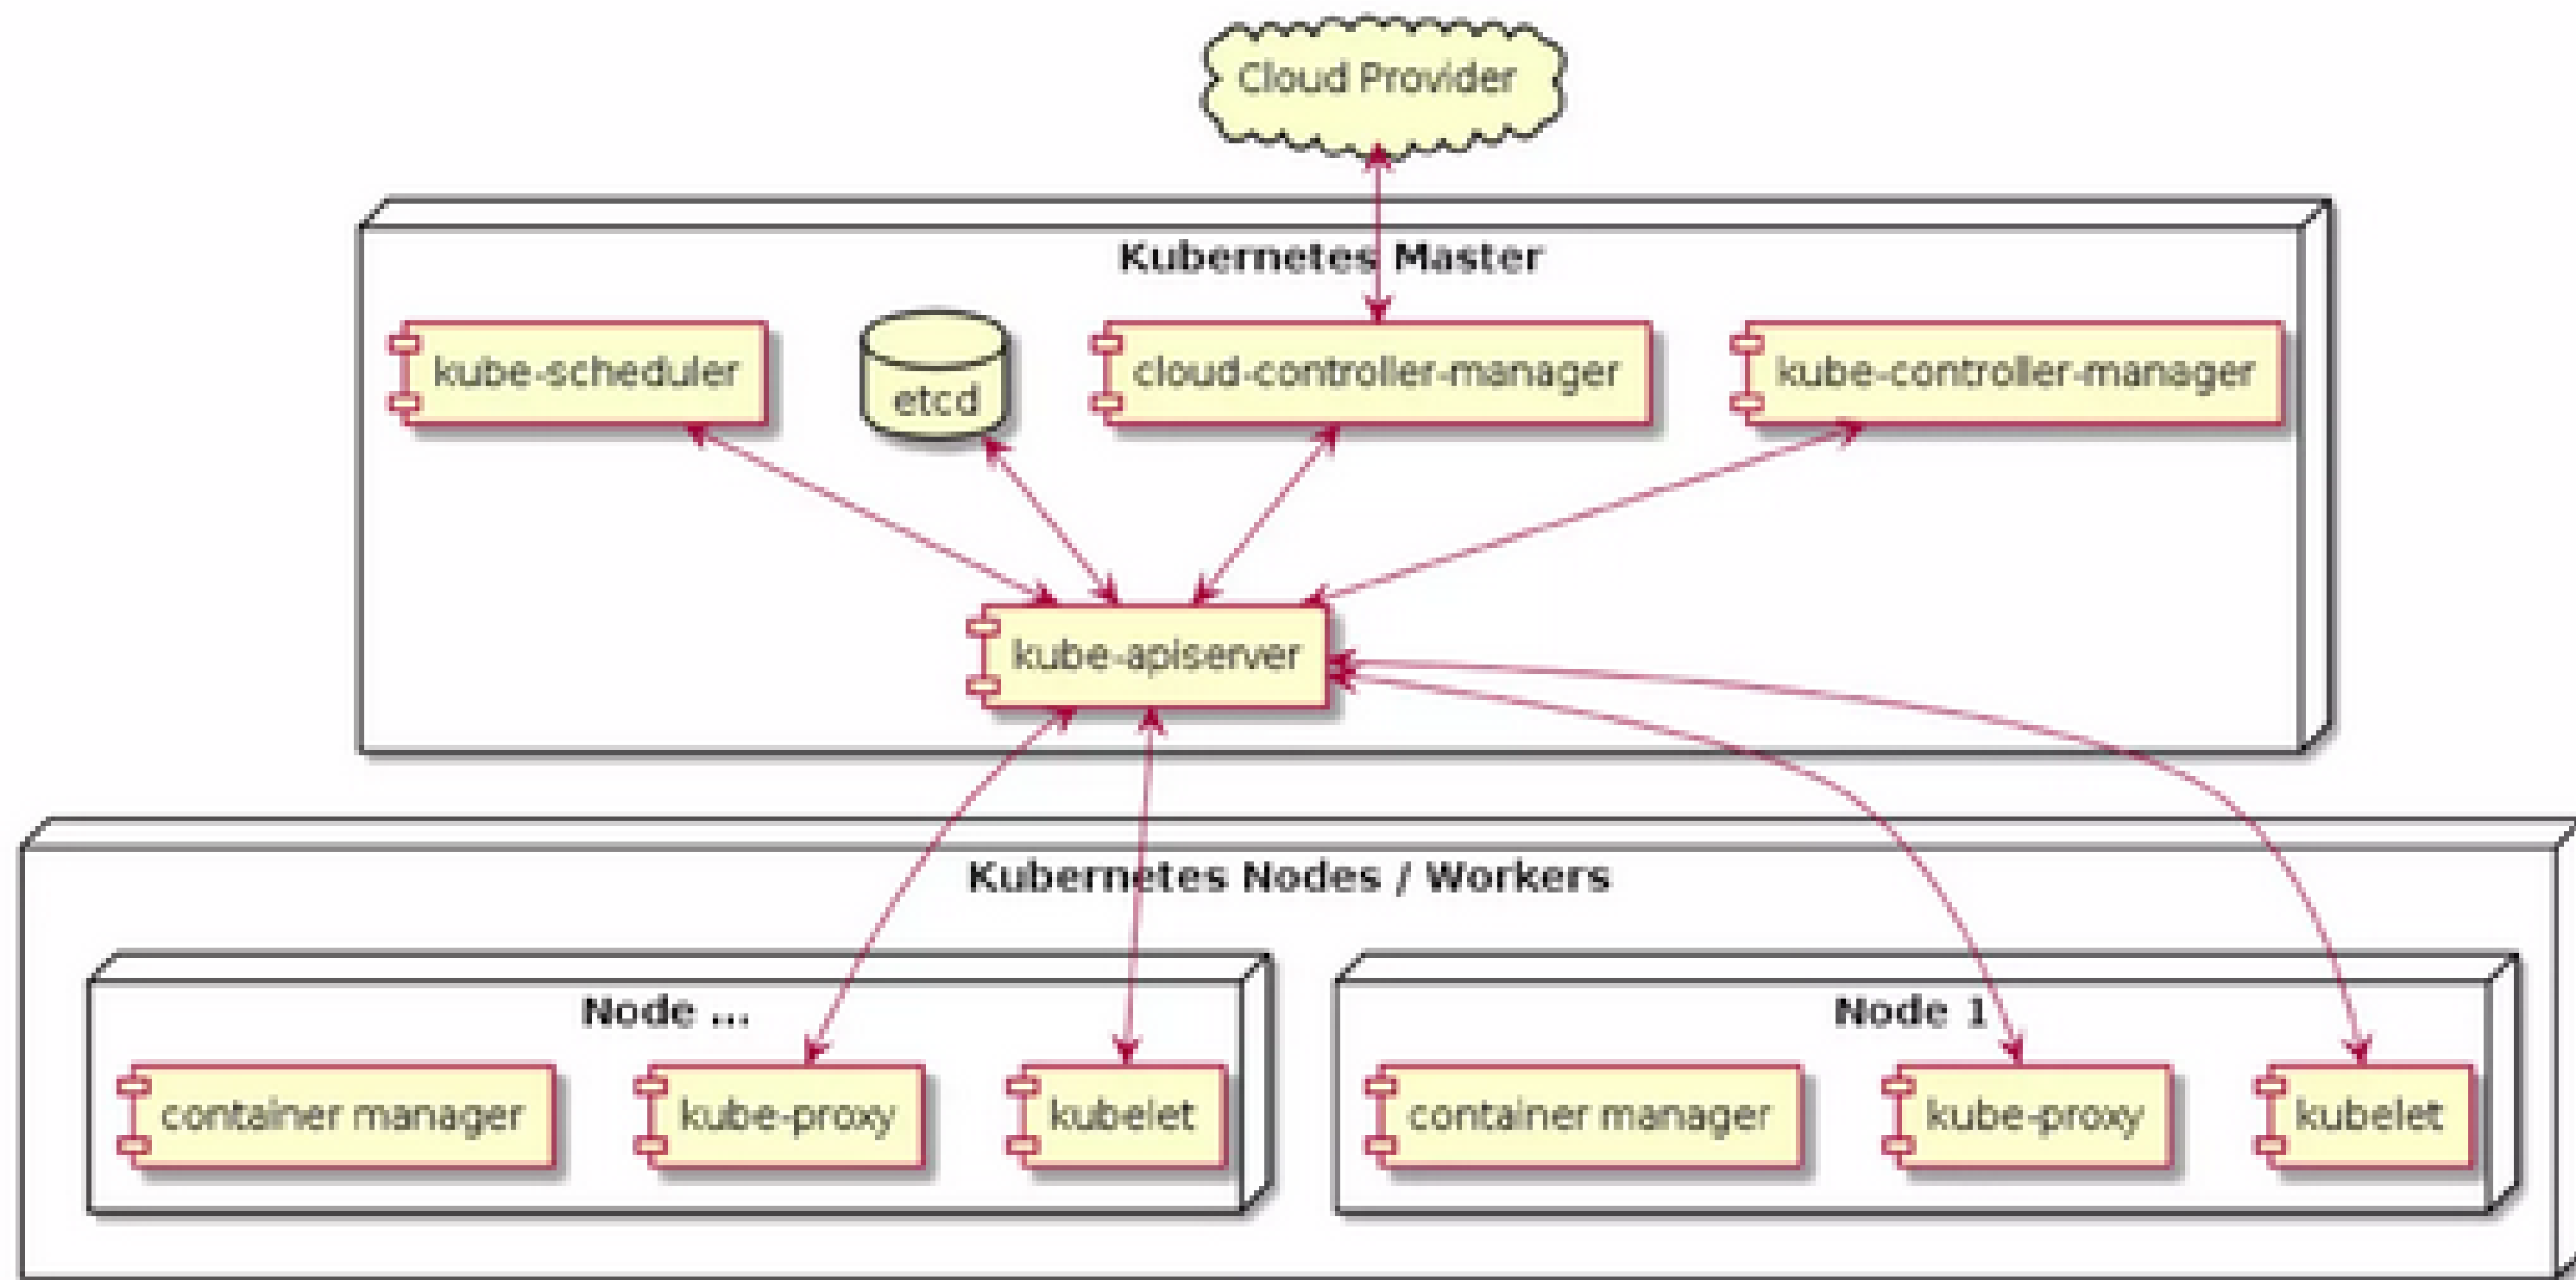 Cloud Provider
Kubernetes Master
kube-scheduler
etcd
cloud-controller-manager
kube-controller-manager
kube-apiserver
Kubernetes Nodes / Workers
Node ...
container manager
kube-proxy
kubelet
Node 1
container manager
kube-proxy
kubelet